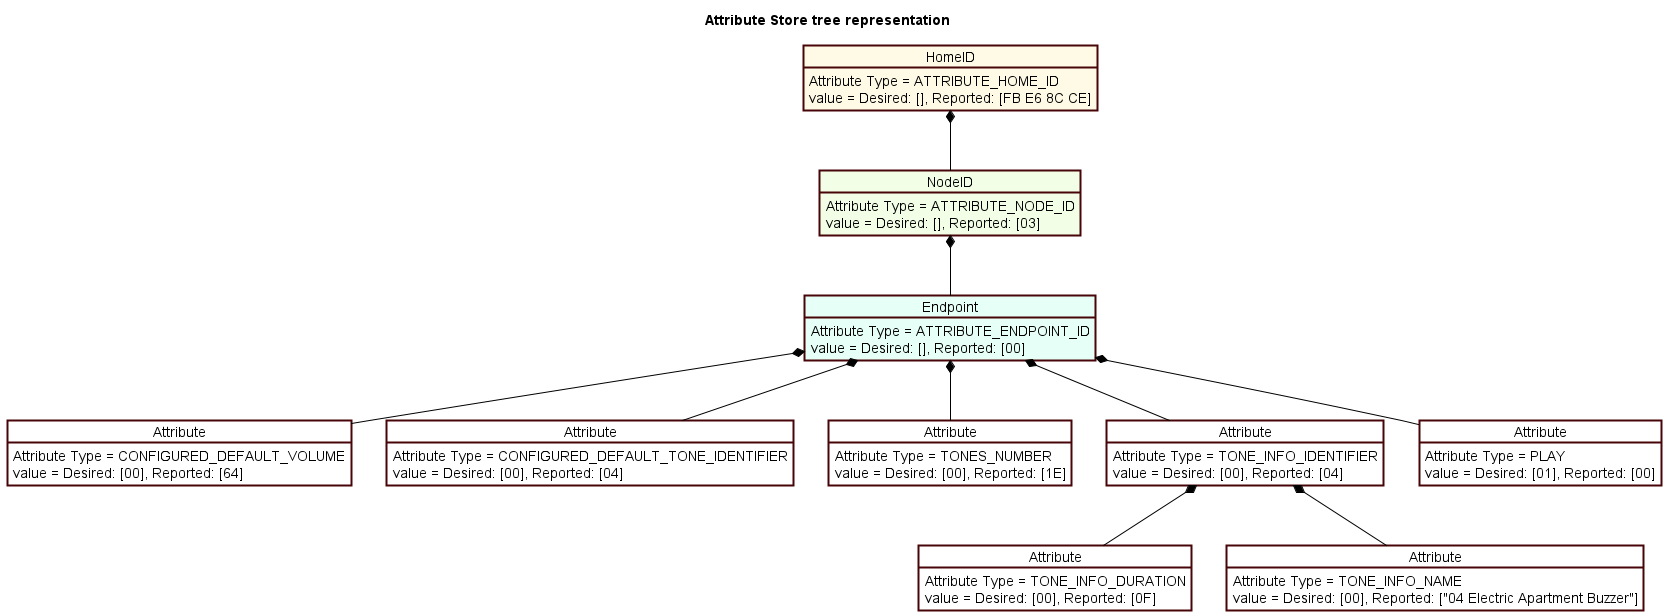 Attribute Store tree representation
HomeID
Attribute Type = ATTRIBUTE_HOME_ID
value = Desired: [], Reported: [FB E6 8C CE]
NodeID
Attribute Type = ATTRIBUTE_NODE_ID
value = Desired: [], Reported: [03]
Endpoint
Attribute Type = ATTRIBUTE_ENDPOINT_ID
value = Desired: [], Reported: [00]
Attribute
Attribute Type = CONFIGURED_DEFAULT_VOLUME
value = Desired: [00], Reported: [64]
Attribute
Attribute Type = CONFIGURED_DEFAULT_TONE_IDENTIFIER
value = Desired: [00], Reported: [04]
Attribute
Attribute Type = TONES_NUMBER
value = Desired: [00], Reported: [1E]
Attribute
Attribute Type = TONE_INFO_IDENTIFIER
value = Desired: [00], Reported: [04]
Attribute
Attribute Type = PLAY
value = Desired: [01], Reported: [00]
Attribute
Attribute Type = TONE_INFO_DURATION
value = Desired: [00], Reported: [0F]
Attribute
Attribute Type = TONE_INFO_NAME
value = Desired: [00], Reported: ["04 Electric Apartment Buzzer"]